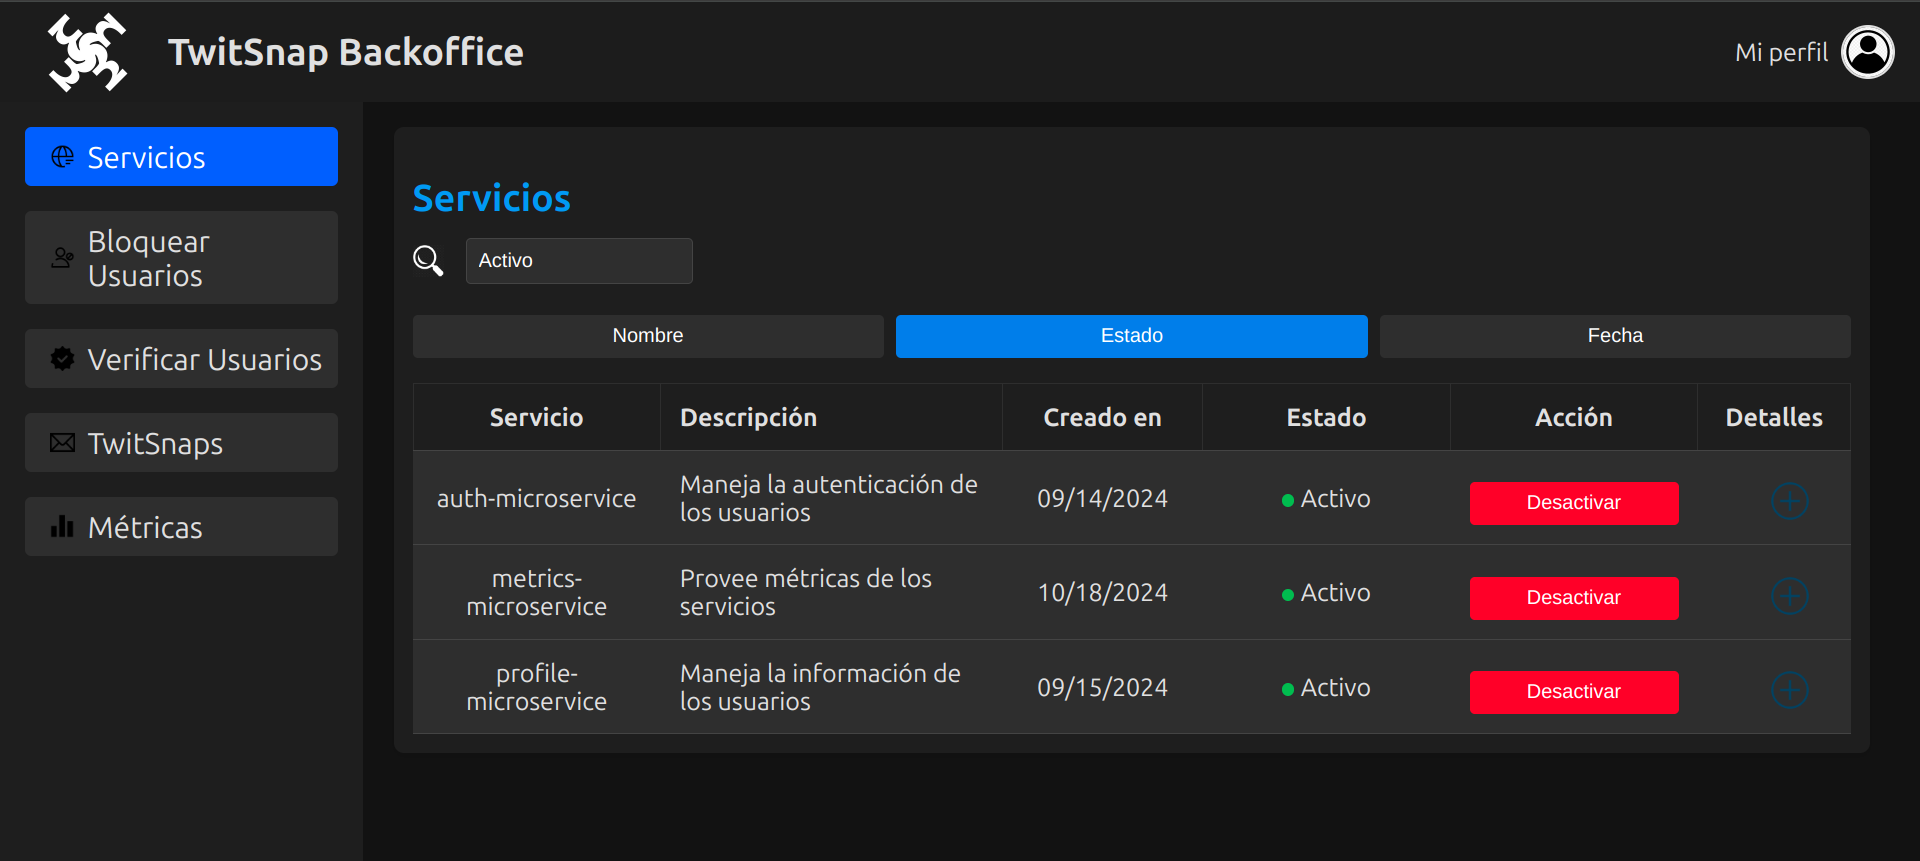 TwitSnap Backoffice
Mi perfil
Servicios
Bloquear
Usuarios
Verificar Usuarios
TwitSnaps
Métricas
Servicios
Activo
Nombre
Estado
Fecha
Servicio
Descripción
Creado en
Estado
Acción
Detalles
auth-microservice
Maneja la autenticación de
los usuarios
09/14/2024
Activo
Desactivar
metrics-
microservice
Provee métricas de los
servicios
10/18/2024
Activo
Desactivar
profile-
microservice
Maneja la información de
los usuarios
09/15/2024
Activo
Desactivar